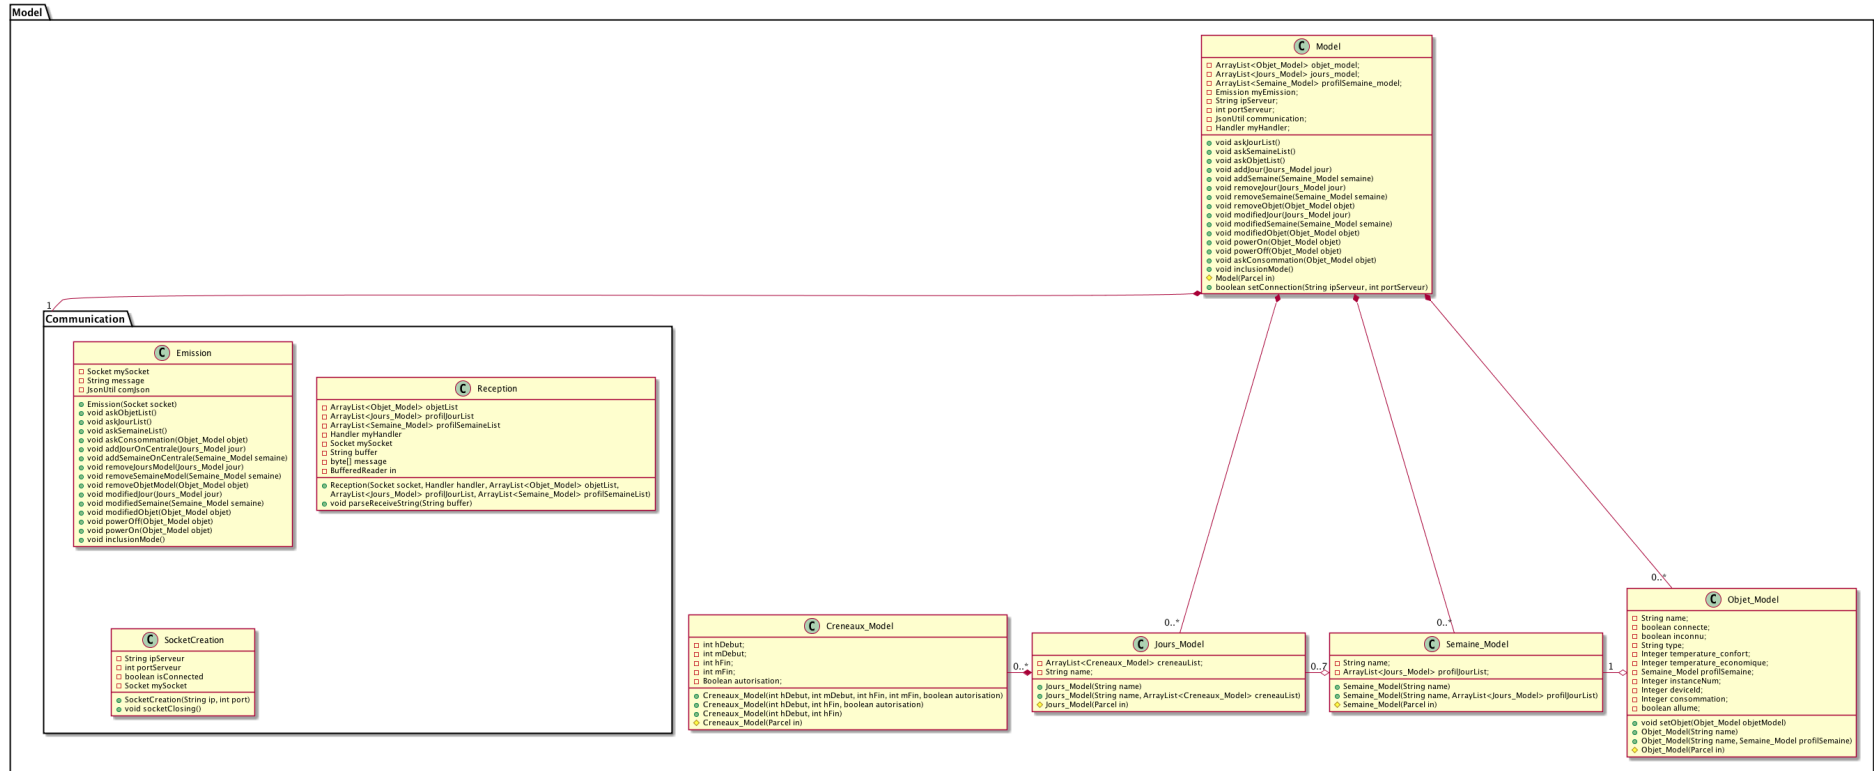 Model
C Model
ArrayList<Objet_Model> objet_model;
ArrayList<Jours_Model> jours_model;
ArrayList<Semaine_Model> profilSemaine_model;
Emission myEmission;
String ipServeur;
int portServeur;
JsonUtil communication;
Handler myHandler;
void askJourList()
void askSemaineList()
void askObjetList()
void addJour(Jours_Model jour)
void addSemaine(Semaine_Model semaine)
void removeJour(Jours_Model jour)
void removeSemaine(Semaine_Model semaine)
void removeObjet(Objet_Model objet)
void modifiedJour(Jours_Model jour)
void modifiedSemaine(Semaine_Model semaine)
void modifiedObjet(Objet_Model objet)
void powerOn(Objet_Model objet)
void powerOff(Objet_Model objet)
void askConsommation(Objet_Model objet)
void inclusionMode()
Model(Parcel in)
boolean setConnection(String ipServeur, int portServeur)
1
Communication
C Emission
Socket mySocket
String message
JsonUtil comJson
Emission(Socket socket)
void askObjetList()
void askJourList()
void askSemaineList()
void askConsommation(Objet_Model objet)
void addJourOnCentrale(Jours_Model jour)
void addSemaineOnCentrale(Semaine_Model semaine)
void removeJoursModel(Jours_Model jour)
void removeSemaineModel(Semaine_Model semaine)
void removeObjetModel(Objet_Model objet)
void modifiedJour(Jours_Model jour)
void modifiedSemaine(Semaine_Model semaine)
void modifiedObjet(Objet_Model objet)
void powerOff(Objet_Model objet)
void powerOn(Objet_Model objet)
void inclusionMode()
C Reception
ArrayList<Objet_Model> objetList
ArrayList<Jours_Model> profilJourList
ArrayList<Semaine_Model> profilSemaineList
Handler myHandler
Socket mySocket
String buffer
byte[] message
BufferedReader in
Reception(Socket socket, Handler handler, ArrayList<Objet_Model> objetList,
ArrayList<Jours_Model> profilJourList, ArrayList<Semaine_Model> profilSemaineList)
void parseReceiveString(String buffer)
C SocketCreation
String ipServeur
int portServeur
boolean isConnected
Socket mySocket
SocketCreation(String ip, int port)
void socketClosing()
C Creneaux_Model
int hDebut;
int mDebut;
int hFin;
int mFin;
Boolean autorisation;
Creneaux_Model(int hDebut, int mDebut, int hFin, int mFin, boolean autorisation)
Creneaux_Model(int hDebut, int hFin, boolean autorisation)
Creneaux_Model(int hDebut, int hFin)
Creneaux_Model(Parcel in)
0..*
0..*
C Jours_Model
ArrayList<Creneaux_Model> creneauList;
String name;
Jours_Model(String name)
Jours_Model(String name, ArrayList<Creneaux_Model> creneauList)
Jours_Model(Parcel in)
0..7
0..*
C Semaine_Model
String name;
ArrayList<Jours_Model> profilJourList;
Semaine_Model(String name)
Semaine_Model(String name, ArrayList<Jours_Model> profilJourList)
Semaine_Model(Parcel in)
1
0..*
C Objet_Model
String name;
boolean connecte;
boolean inconnu;
String type;
Integer temperature_confort;
Integer temperature_economique;
Semaine_Model profilSemaine;
Integer instanceNum;
Integer deviceId;
Integer consommation;
boolean allume;
void setObjet(Objet_Model objetModel)
Objet_Model(String name)
Objet_Model(String name, Semaine_Model profilSemaine)
Objet_Model(Parcel in)